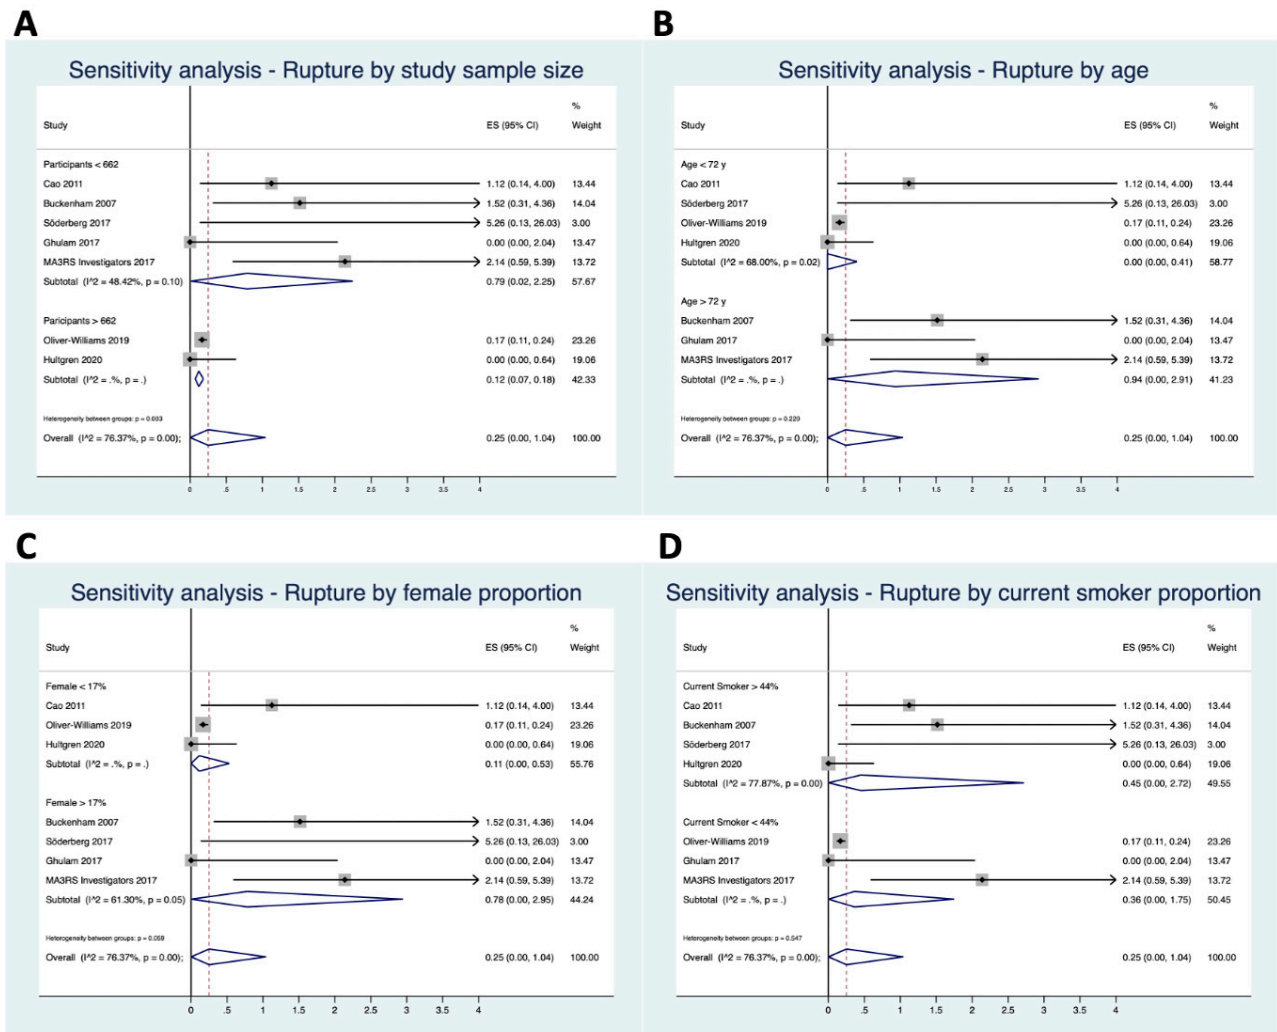 A
Sensitivity analysis - Rupture by study sample size
%
Study ES (95% CI) Weight
Participants < 662
Cao 2011 1.12 (0.14, 4.00) 13.44
Buckenham 2007 1.52 (0.31, 4.36) 14.04
Söderberg 2017 5.26 (0.13, 26.03) 3.00
Ghulam 2017 0.00 (0.00, 2.04) 13.47
MA3RS Investigators 2017 2.14 (0.59, 5.39) 13.72
Subtotal (I^2 = 48.42%, p = 0.10) 0.79 (0.02, 2.25) 57.67
Paricipants > 662
Oliver-Williams 2019 0.17 (0.11, 0.24) 23.26
Hultgren 2020 0.00 (0.00, 0.64) 19.06
Subtotal (I^2 = .%, p = .) 0.12 (0.07, 0.18) 42.33
Heterogeneity between groups: p = 0.003
Overall (I^2 = 76.37%, p = 0.00); 0.25 (0.00, 1.04) 100.00
0 .5 1 1.5 2 2.5 3 3.5 4
B
Sensitivity analysis - Rupture by age
%
Study ES (95% CI) Weight
Age < 72 y
Cao 2011 1.12 (0.14, 4.00) 13.44
Söderberg 2017 5.26 (0.13, 26.03) 3.00
Oliver-Williams 2019 0.17 (0.11, 0.24) 23.26
Hultgren 2020 0.00 (0.00, 0.64) 19.06
Subtotal (I^2 = 68.00%, p = 0.02) 0.00 (0.00, 0.41) 58.77
Age > 72 y
Buckenham 2007 1.52 (0.31, 4.36) 14.04
Ghulam 2017 0.00 (0.00, 2.04) 13.47
MA3RS Investigators 2017 2.14 (0.59, 5.39) 13.72
Subtotal (I^2 = .%, p = .) 0.94 (0.00, 2.91) 41.23
Heterogeneity between groups: p = 0.220
Overall (I^2 = 76.37%, p = 0.00); 0.25 (0.00, 1.04) 100.00
0 .5 1 1.5 2 2.5 3 3.5 4
C
Sensitivity analysis - Rupture by female proportion
%
Study ES (95% CI) Weight
Female < 17%
Cao 2011 1.12 (0.14, 4.00) 13.44
Oliver-Williams 2019 0.17 (0.11, 0.24) 23.26
Hultgren 2020 0.00 (0.00, 0.64) 19.06
Subtotal (I^2 = .%, p = .) 0.11 (0.00, 0.53) 55.76
Female > 17%
Buckenham 2007 1.52 (0.31, 4.36) 14.04
Söderberg 2017 5.26 (0.13, 26.03) 3.00
Ghulam 2017 0.00 (0.00, 2.04) 13.47
MA3RS Investigators 2017 2.14 (0.59, 5.39) 13.72
Subtotal (I^2 = 61.30%, p = 0.05) 0.78 (0.00, 2.95) 44.24
Heterogeneity between groups: p = 0.059
Overall (I^2 = 76.37%, p = 0.00); 0.25 (0.00, 1.04) 100.00
0 .5 1 1.5 2 2.5 3 3.5 4
D
Sensitivity analysis - Rupture by current smoker proportion
%
Study ES (95% CI) Weight
Current Smoker > 44%
Cao 2011 1.12 (0.14, 4.00) 13.44
Buckenham 2007 1.52 (0.31, 4.36) 14.04
Söderberg 2017 5.26 (0.13, 26.03) 3.00
Hultgren 2020 0.00 (0.00, 0.64) 19.06
Subtotal (I^2 = 77.87%, p = 0.00) 0.45 (0.00, 2.72) 49.55
Current Smoker < 44%
Oliver-Williams 2019 0.17 (0.11, 0.24) 23.26
Ghulam 2017 0.00 (0.00, 2.04) 13.47
MA3RS Investigators 2017 2.14 (0.59, 5.39) 13.72
Subtotal (I^2 = .%, p = .) 0.36 (0.00, 1.75) 50.45
Heterogeneity between groups: p = 0.547
Overall (I^2 = 76.37%, p = 0.00); 0.25 (0.00, 1.04) 100.00
0 .5 1 1.5 2 2.5 3 3.5 4